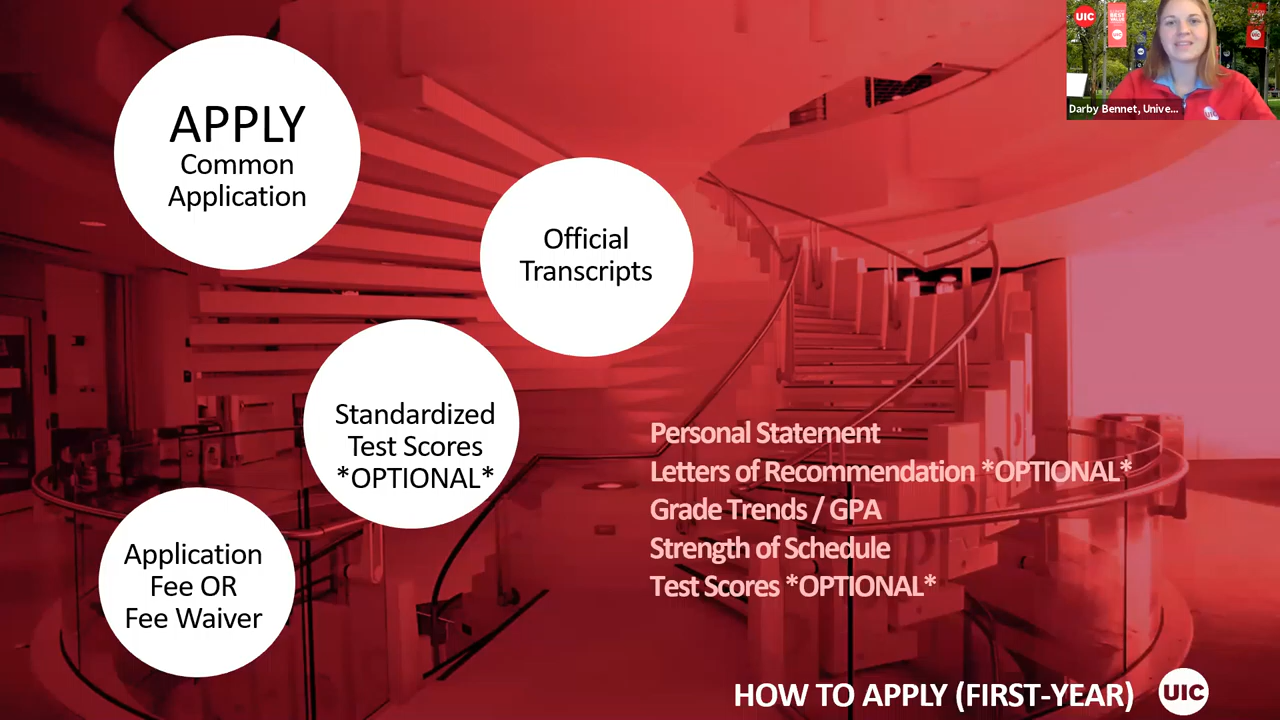 APPLY
Common
Application
Official
Transcripts
Standardized
Test Scores
*OPTIONAL*
Application
Fee OR
Fee Waiver
Personal Statement
Letters of Recommendation *OPTIONAL*
Grade Trends / GPA
Strength of Schedule
Test Scores *OPTIONAL*
HOW TO APPLY (FIRST-YEAR)
UIC
UIC
Darby Bennet, Unive...